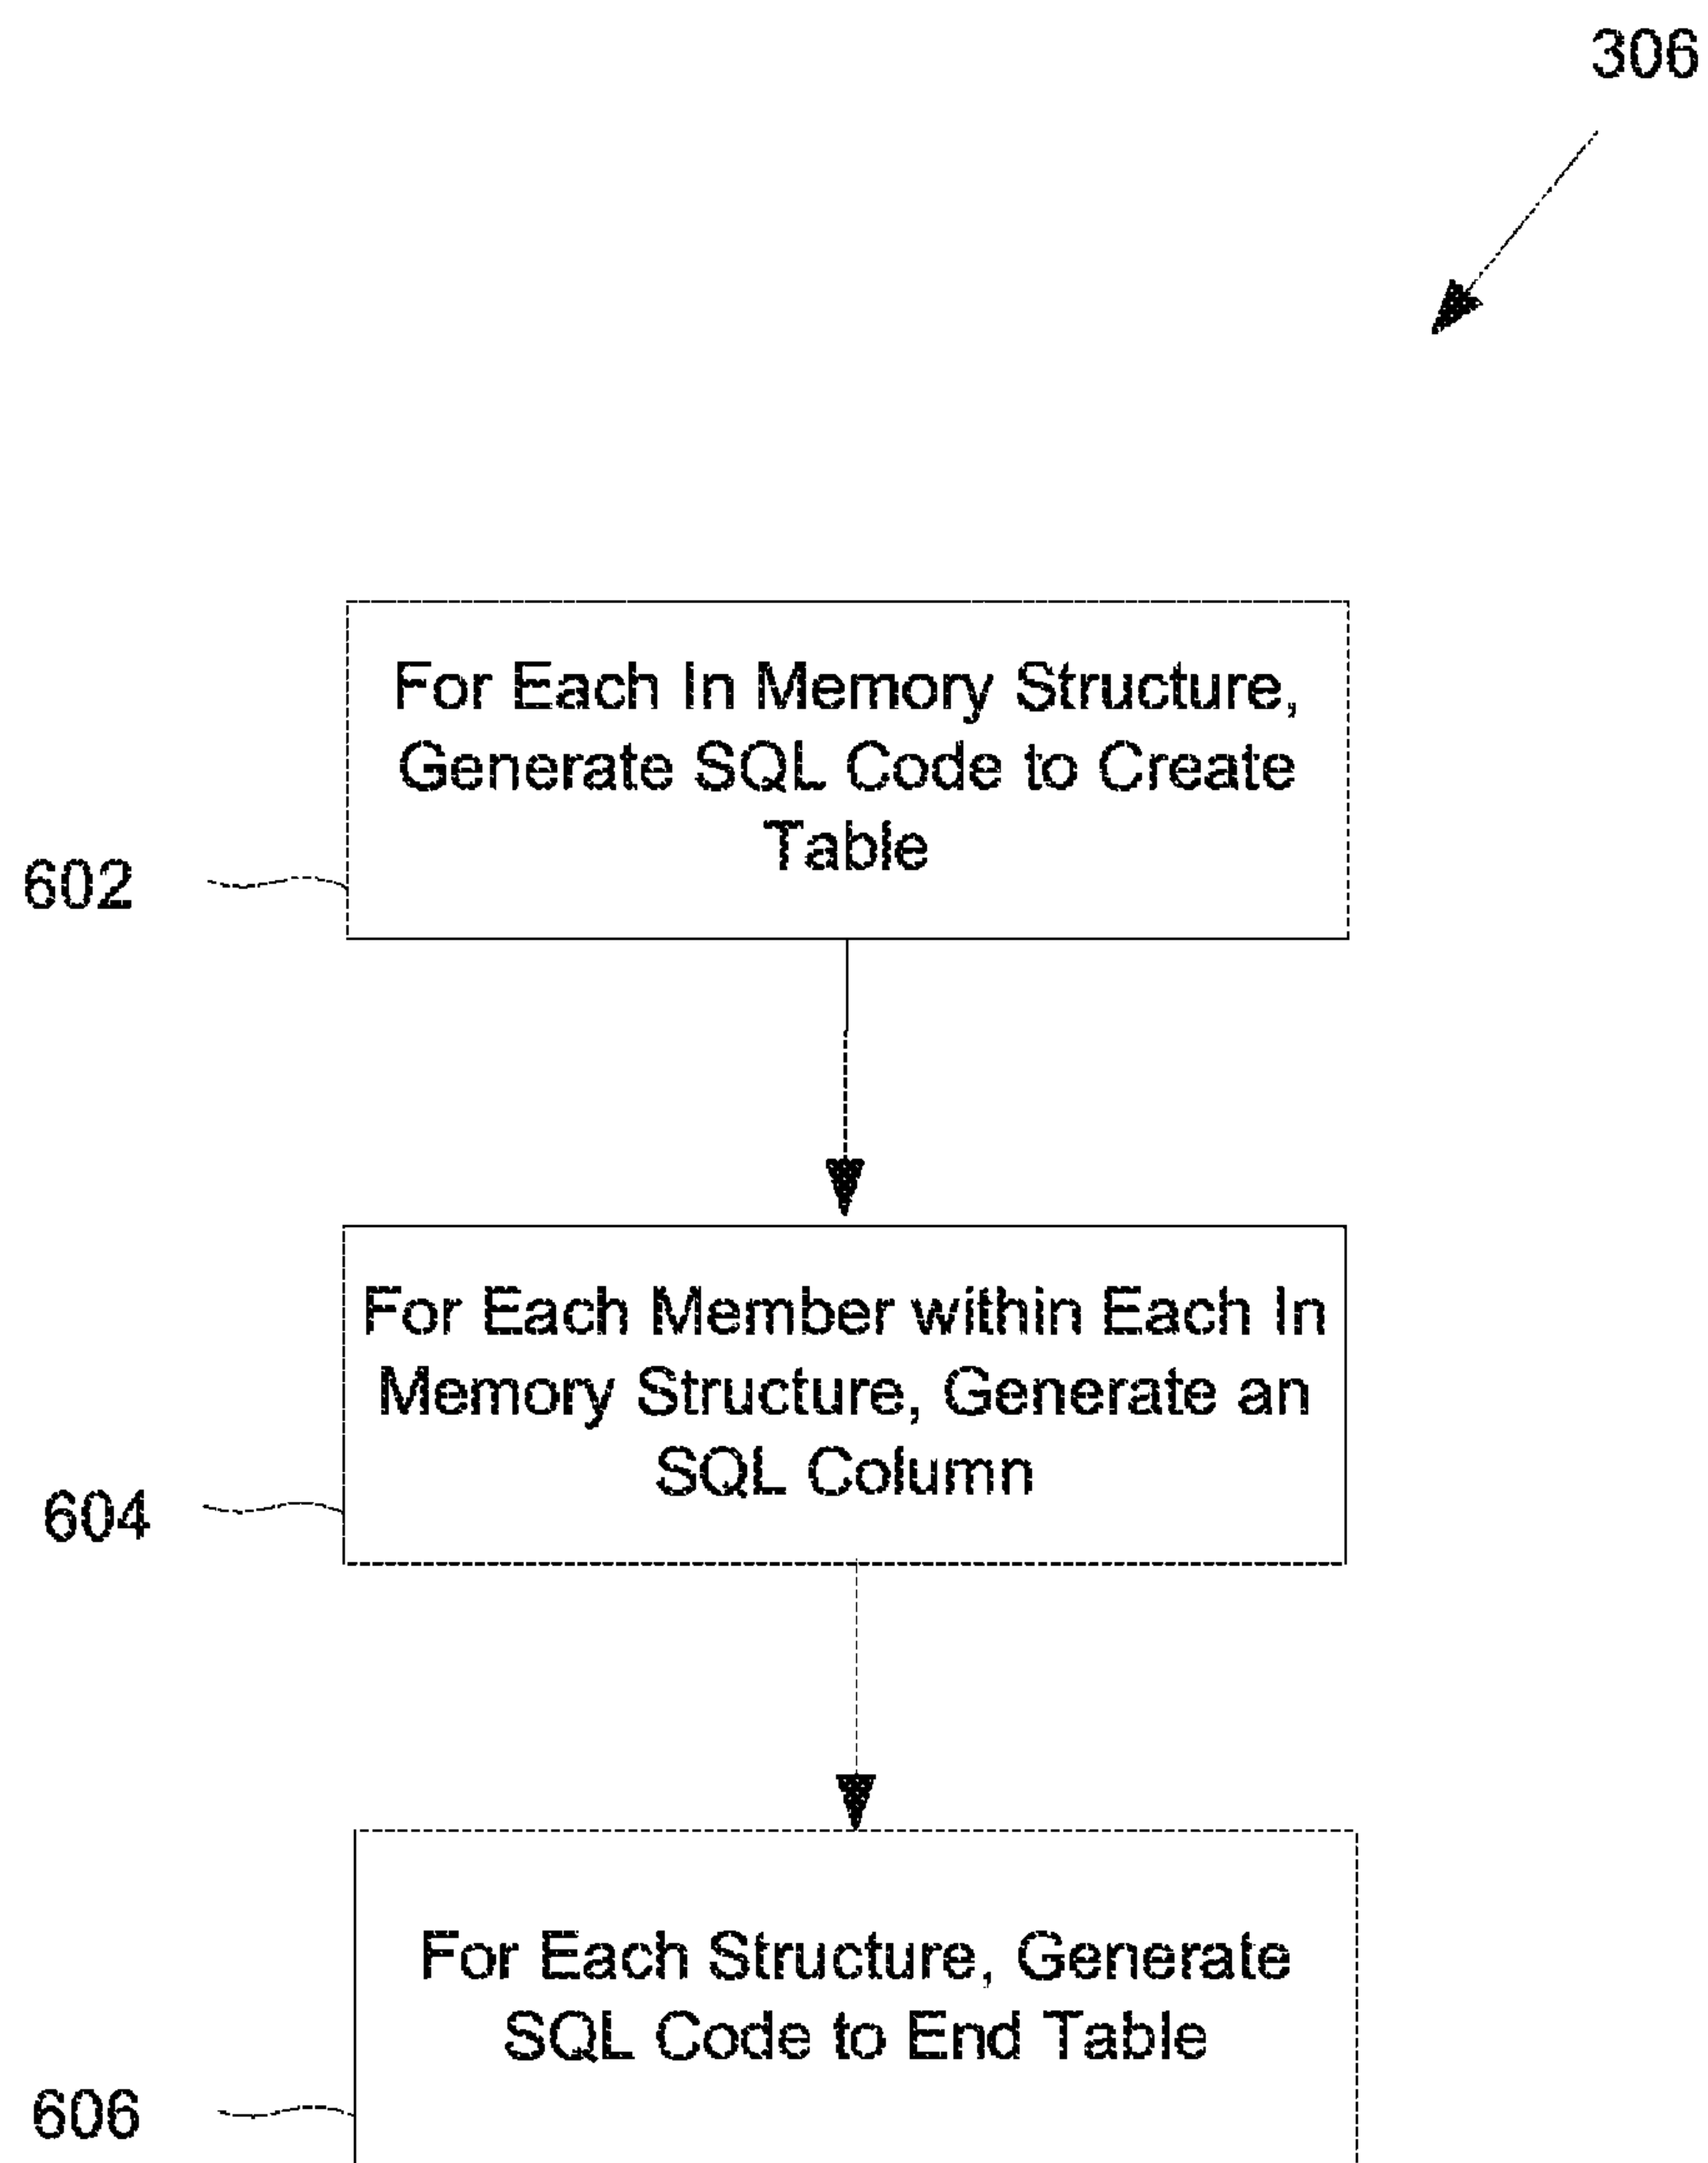 306
For Each In Memory Structure,
Generate SQL Code to Create
Table
602
For Each Member within Each In
Memory Structure, Generate an
SQL Column
604
For Each Structure, Generate
SQL Code to End Table
606